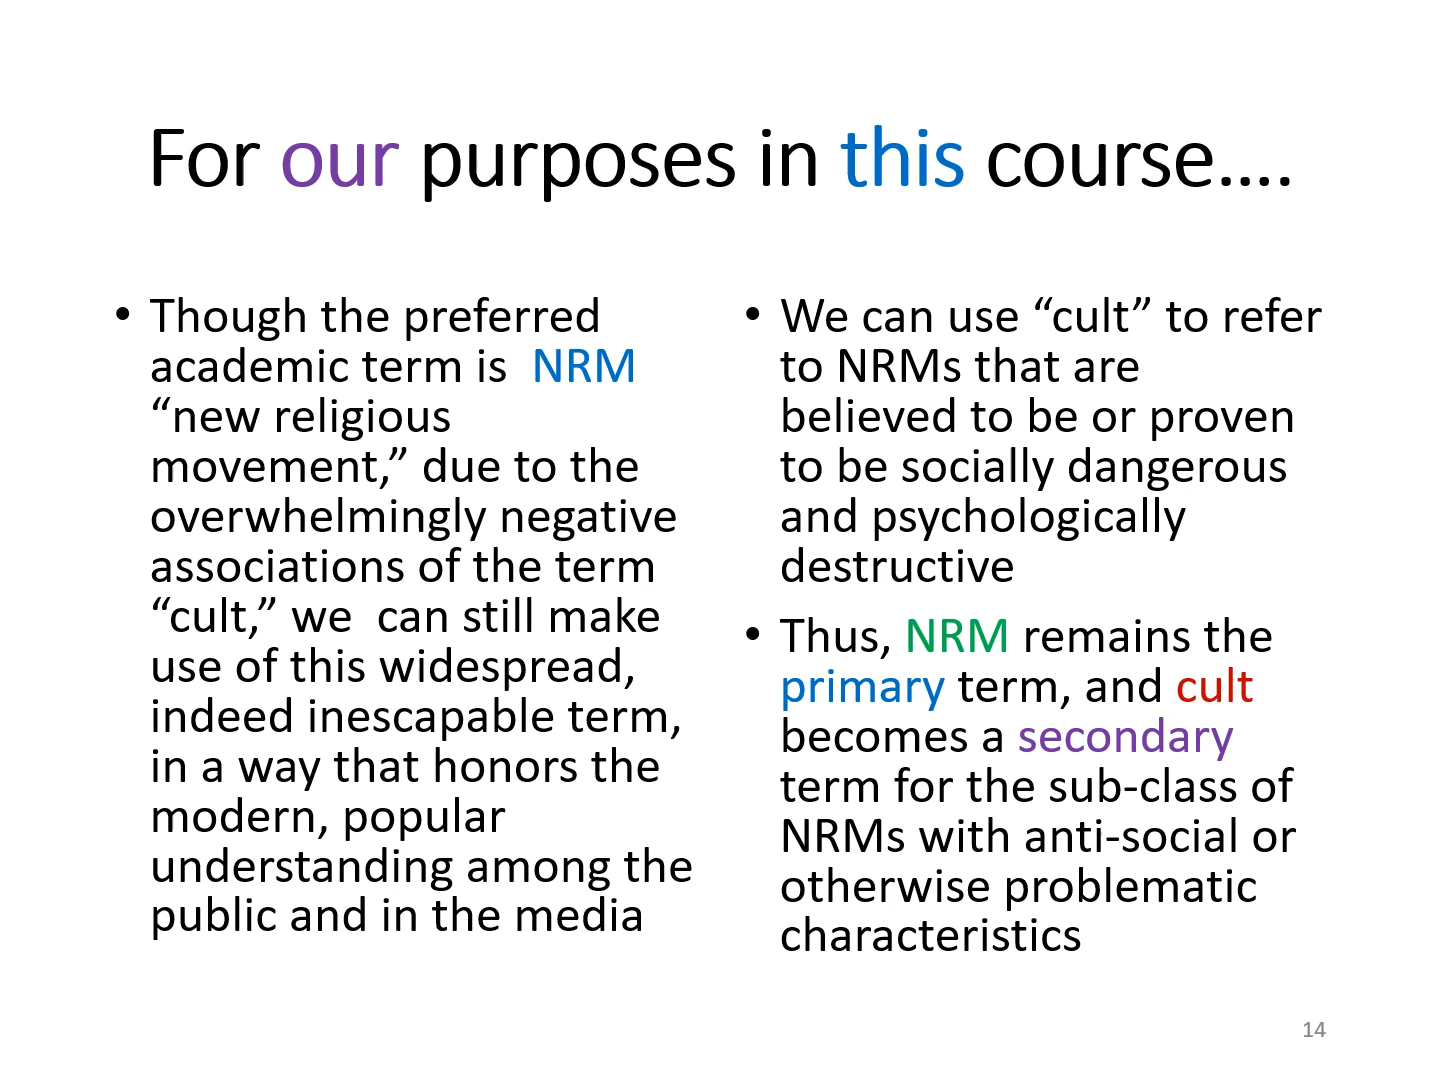 For our purposes in this course....
• Though the preferred
academic term is  NRM
“new religious
movement,” due to the
overwhelmingly negative
associations of the term
“cult,” we  can still make
use of this widespread,
indeed inescapable term,
in a way that honors the
modern, popular
understanding among the
public and in the media
• We can use “cult” to refer
to NRMs that are
believed to be or proven
to be socially dangerous
and psychologically
destructive
• Thus, NRM remains the
primary term, and cult
becomes a secondary
term for the sub-class of
NRMs with anti-social or
otherwise problematic
characteristics
14